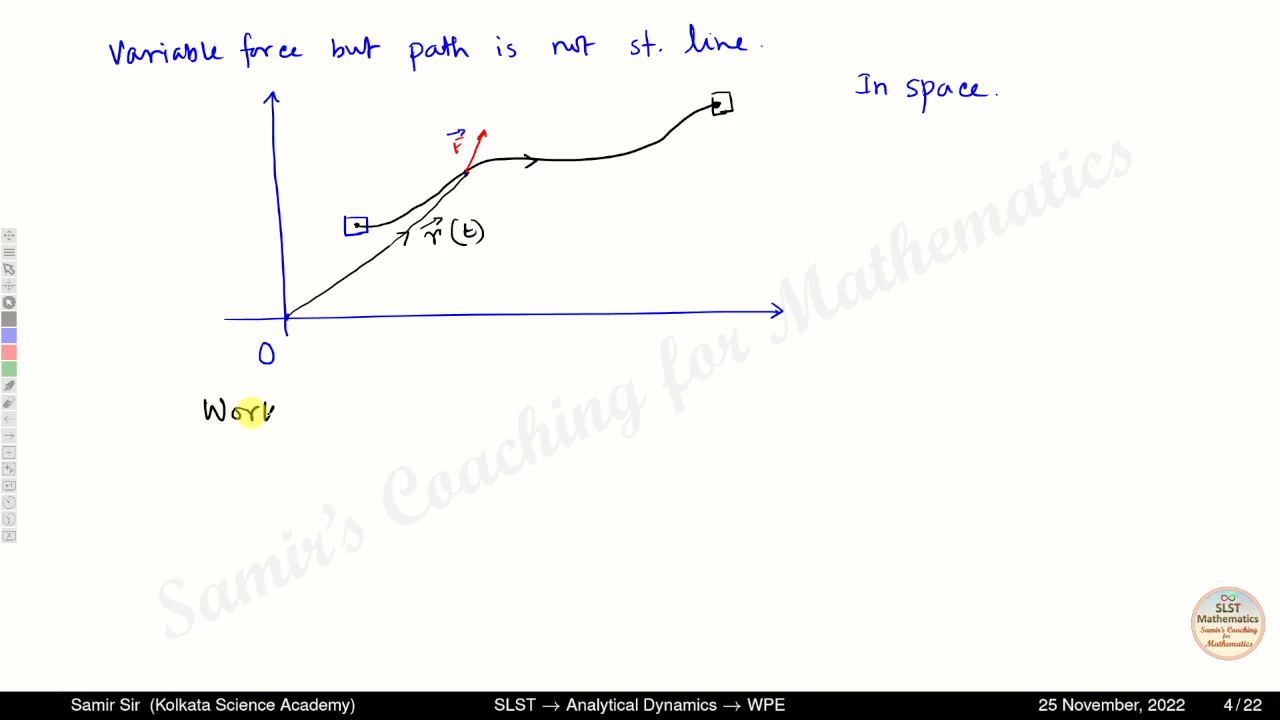 Variable force but path is not st. line.
In space.
F
r (t)
O
Work
Samir's Coaching for Mathematics
SLST
Mathematics
Samir's Coaching
for
Mathematics
Samir Sir (Kolkata Science Academy) SLST → Analytical Dynamics → WPE 25 November, 2022 4/22